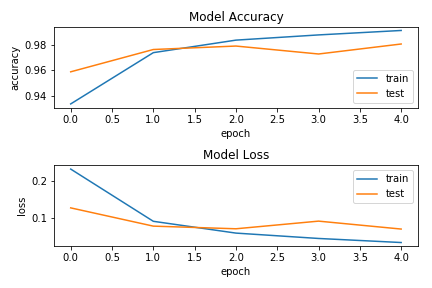 Model Accuracy
accuracy
0.98
0.96
0.94
train
test
0.0 0.5 1.0 1.5 2.0 2.5 3.0 3.5 4.0
epoch
Model Loss
loss
0.2
0.1
train
test
0.0 0.5 1.0 1.5 2.0 2.5 3.0 3.5 4.0
epoch